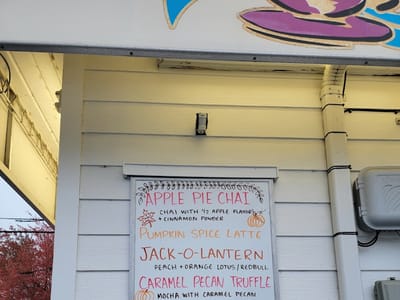 APPLE PIE CHAI
CHAI WITH 1/2 APPLE FLAVOR
+ CINNAMON POWDER
PUMPKIN SPICE LATTE
JACK-O-LANTERN
PEACH + ORANGE LOTUS/REDBULL
CARAMEL PECAN TRUFFLE
MOCHA WITH CARAMEL PECAN